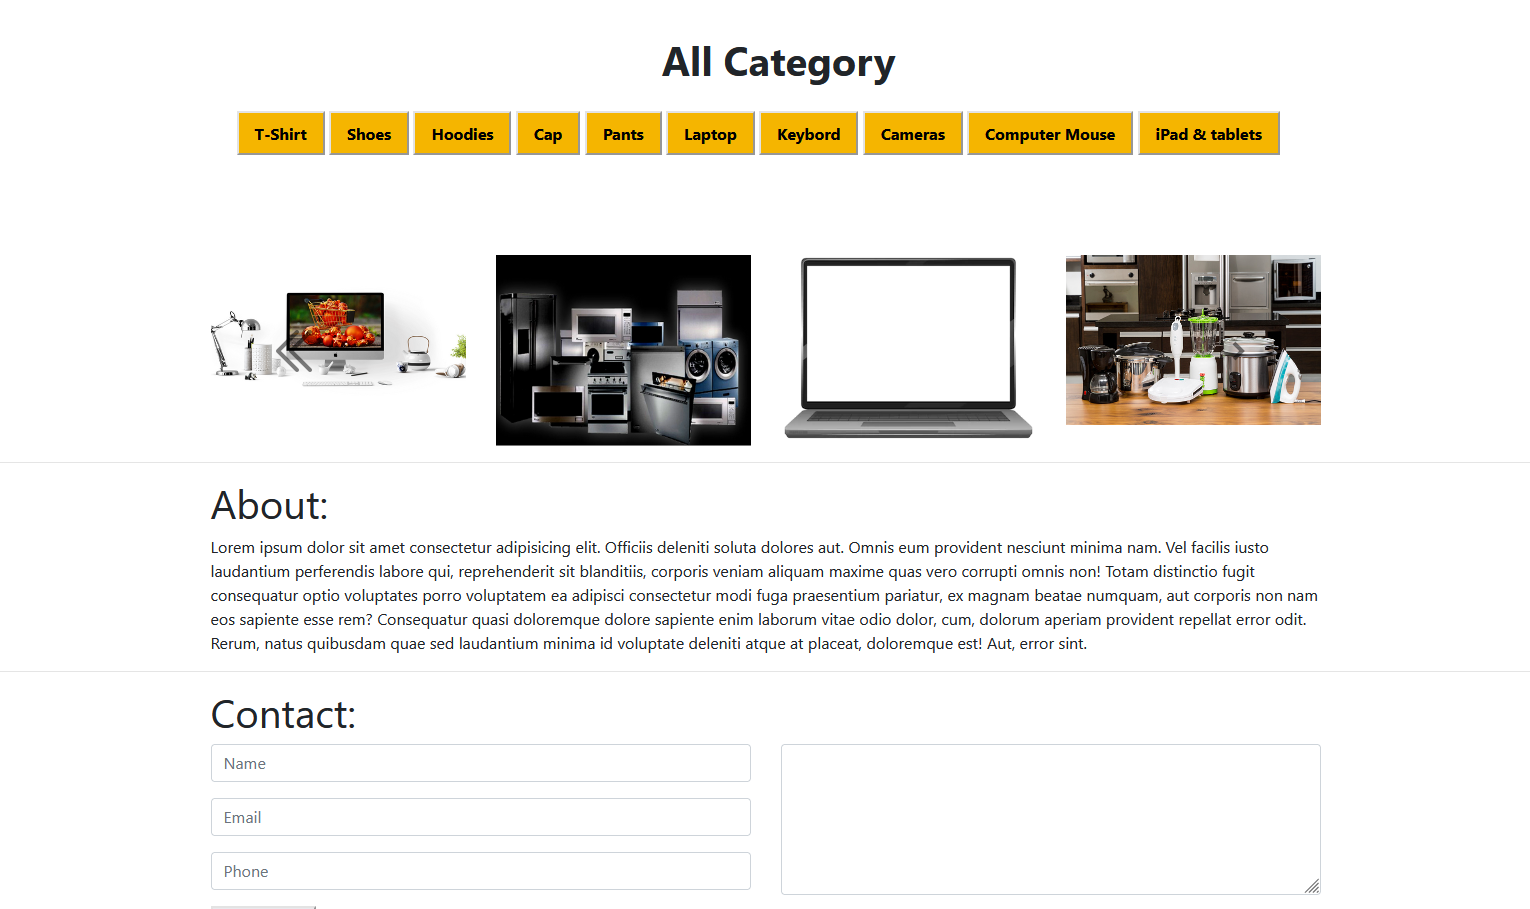 All Category
T-Shirt Shoes Hoodies Cap Pants Laptop Keybord Cameras Computer Mouse iPad & tablets
About:
Lorem ipsum dolor sit amet consectetur adipisicing elit. Officiis deleniti soluta dolores aut. Omnis eum provident nesciunt minima nam. Vel facilis iusto
laudantium perferendis labore qui, reprehenderit sit blanditiis, corporis veniam aliquam maxime quas vero corrupti omnis non! Totam distinctio fugit
consequatur optio voluptates porro voluptatem ea adipisci consectetur modi fuga praesentium pariatur, ex magnam beatae numquam, aut corporis non nam
eos sapiente esse rem? Consequatur quasi doloremque dolore sapiente enim laborum vitae odio dolor, cum, dolorum aperiam provident repellat error odit.
Rerum, natus quibusdam quae sed laudantium minima id voluptate deleniti atque at placeat, doloremque est! Aut, error sint.
Contact:
Name
Email
Phone